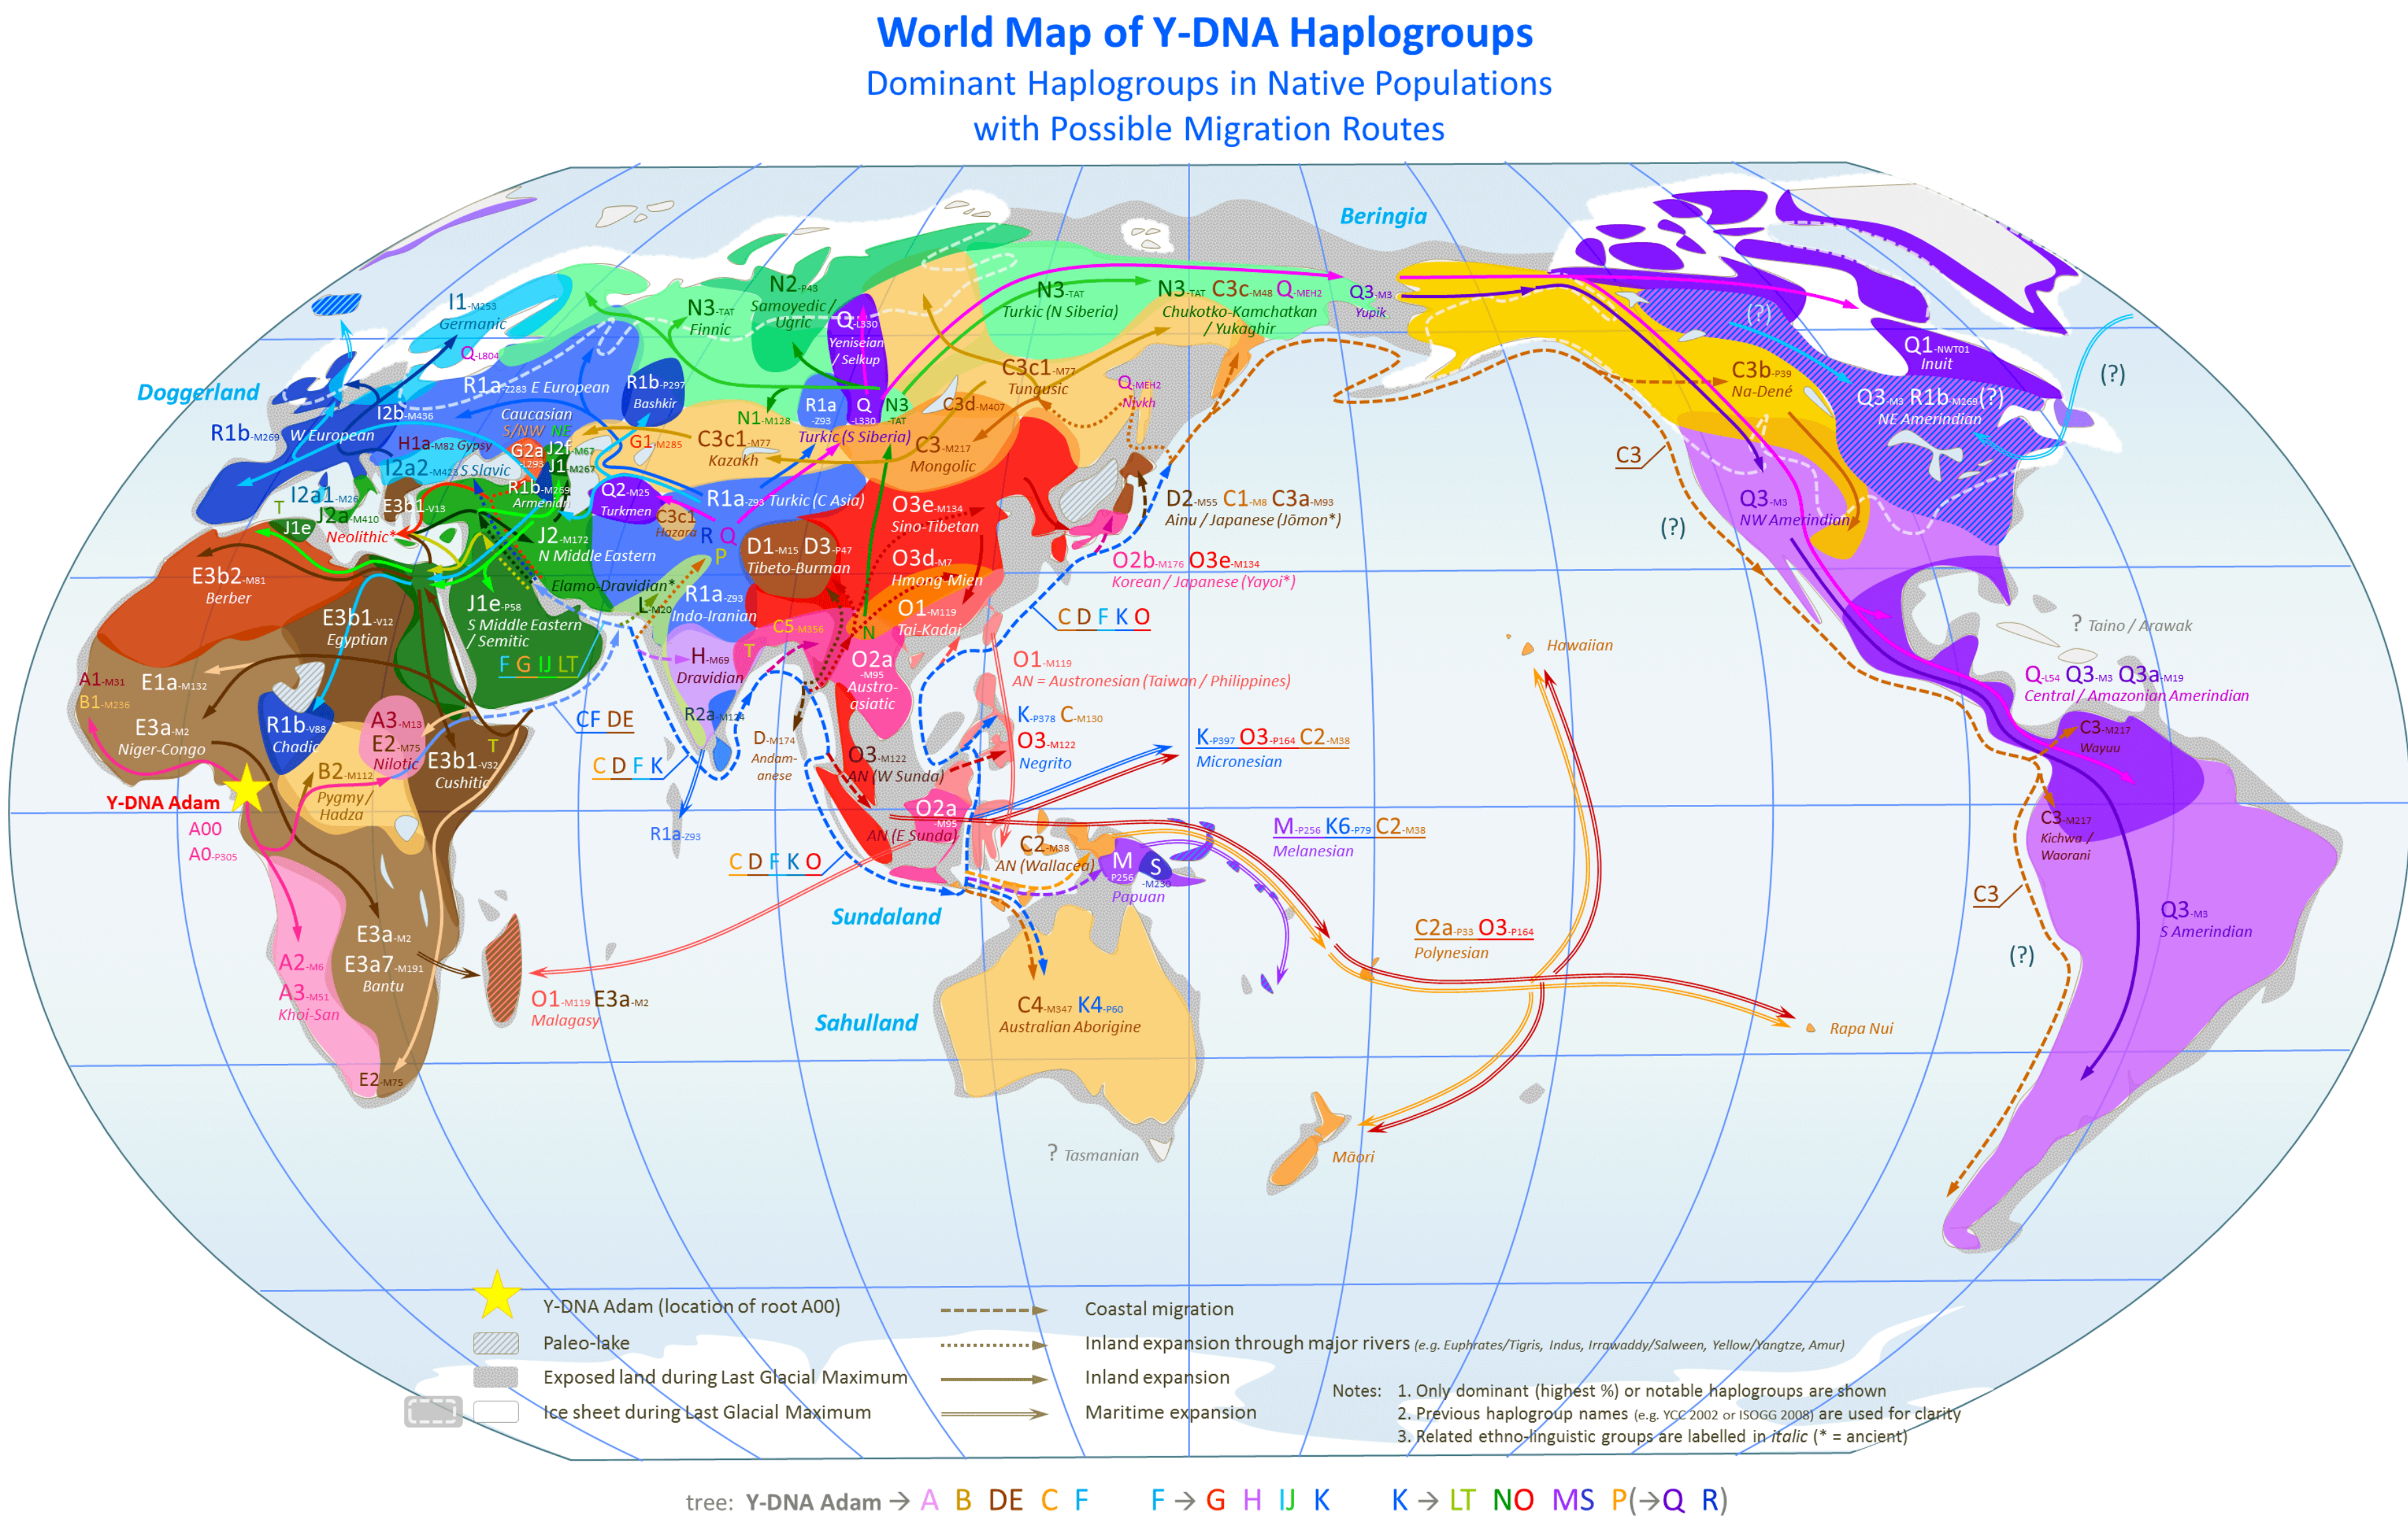 World Map of Y-DNA Haplogroups
Dominant Haplogroups in Native Populations
with Possible Migration Routes
Beringia
I1-M253
Germanic
Q-L804
N3-TAT
Finnic
N2-P43
Samoyedic /
Ugric
Q-L330
Yeniseian
/ Selkup
N3-TAT
Turkic (N Siberia)
N3-TAT C3c-M48 Q-MEH2
Chukotko-Kamchatkan
/ Yukaghir
Q3-M3
Yupik
(?)
Q1-NWT01
Inuit
(?)
Doggerland
R1a-Z283 E European
R1b-P297
Bashkir
C3c1-M77
Tungusic
Q-MEH2
Nivkh
C3b-P39
Na-Dené
Q3-M3 R1b-M269(?)
NE Amerindian
I2b-M436
R1b-M269
W European
Caucasian
S/NW NE
N1-M128
R1a
-Z93
Q
-L330
N3
-TAT
C3d-M407
Turkic (S Siberia)
H1a-M82 Gypsy
G2a
-L293
J2f-M67
J1-M267
G1-M285
C3c1-M77
Kazakh
C3-M217
Mongolic
C3
I2a2-M423 S Slavic
R1b-M269
Armenian
Q2-M25
Turkmen
R1a-Z93 Turkic (C Asia)
I2a1-M26
T
J2a-M410
J1e
E3b1-V13
Neolithic*
C3c1
Hazara
R Q
P
O3e-M134
Sino-Tibetan
D2-M55 C1-M8 C3a-M93
Ainu / Japanese (Jōmon*)
Q3-M3
NW Amerindian
(?)
J2-M172
N Middle Eastern
D1-M15 D3-P47
Tibeto-Burman
O3d-M7
Hmong-Mien
O2b-M176 O3e-M134
Korean / Japanese (Yayoi*)
E3b2-M81
Berber
Elamo-Dravidian*
L-M20
R1a-Z93
Indo-Iranian
E3b1-V12
Egyptian
J1e-P58
S Middle Eastern
/ Semitic
F G IJ LT
C5-M356
T
N
O1-M119
Tai-Kadai
C D F K O
? Taino / Arawak
Hawaiian
A1-M31
B1-M236
E1a-M132
H-M69
Dravidian
O2a
-M95
Austro-
asiatic
O1-M119
AN = Austronesian (Taiwan / Philippines)
Q-L54 Q3-M3 Q3a-M19
Central / Amazonian Amerindian
E3a-M2
Niger-Congo
R1b-V88
Chadic
A3-M13
E2-M75
Nilotic
E3b1-V32
Cushitic
T
CF DE
R2a-M124
D-M174
Andam-
anese
K-P378 C-M130
O3-M122
Negrito
K-P397 O3-P164 C2-M38
Micronesian
C3-M217
Wayuu
C D F K
O3-M122
AN (W Sunda)
B2-M112
Pygmy /
Hadza
Y-DNA Adam
A00
A0-P305
R1a-Z93
O2a
-M95
AN (E Sunda)
C2-M38
AN (Wallacea)
M
P256
S
-M230
Papuan
M-P256 K6-P79 C2-M38
Melanesian
C3-M217
Kichwa /
Waorani
C D F K O
Sundaland
C3
Q3-M3
S Amerindian
(?)
C2a-P33 O3-P164
Polynesian
E3a-M2
E3a7-M191
Bantu
A2-M6
A3-M51
Khoi-San
O1-M119 E3a-M2
Malagasy
Sahulland
C4-M347 K4-P60
Australian Aborigine
Rapa Nui
E2-M75
? Tasmanian
Māori
Y-DNA Adam (location of root A00)
Paleo-lake
Exposed land during Last Glacial Maximum
Ice sheet during Last Glacial Maximum
Coastal migration
Inland expansion through major rivers (e.g. Euphrates/Tigris, Indus, Irrawaddy/Salween, Yellow/Yangtze, Amur)
Inland expansion
Maritime expansion
Notes: 1. Only dominant (highest %) or notable haplogroups are shown
2. Previous haplogroup names (e.g. YCC 2002 or ISOGG 2008) are used for clarity
3. Related ethno-linguistic groups are labelled in italic (* = ancient)
tree: Y-DNA Adam → A B DE C F F → G H IJ K K → LT NO MS P(→Q R)